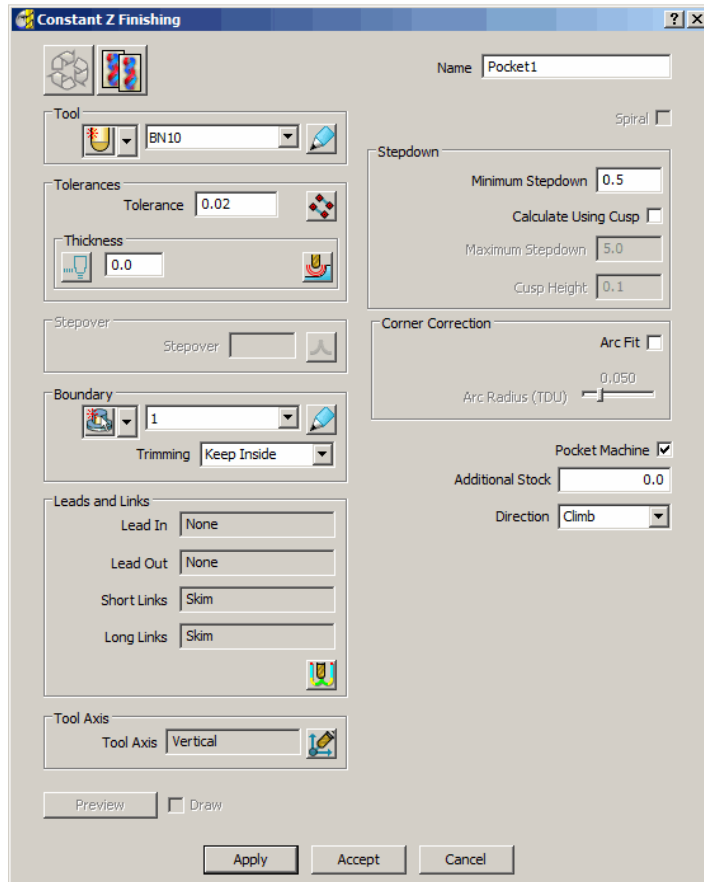 Constant Z Finishing
Name Pocket1
Spiral
Tool
BN10
Tolerances
Tolerance 0.02
Thickness
0.0
Stepover
Stepover
Boundary
1
Trimming Keep Inside
Leads and Links
Lead In None
Lead Out None
Short Links Skim
Long Links Skim
Tool Axis
Tool Axis Vertical
Preview Draw
Stepdown
Minimum Stepdown 0.5
Calculate Using Cusp
Maximum Stepdown 5.0
Cusp Height 0.1
Corner Correction
Arc Fit
0.050
Arc Radius (TDU)
Pocket Machine
Additional Stock 0.0
Direction Climb
Apply Accept Cancel